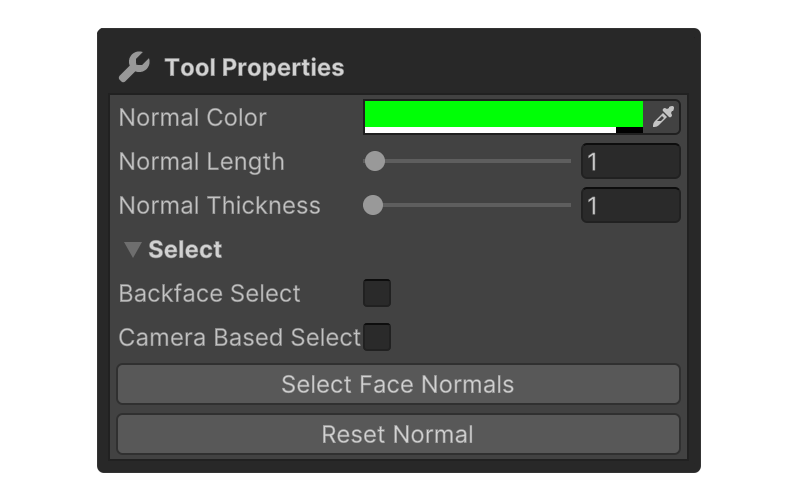 Tool Properties
Normal Color
Normal Length 1
Normal Thickness 1
Select
Backface Select
Camera Based Select
Select Face Normals
Reset Normal